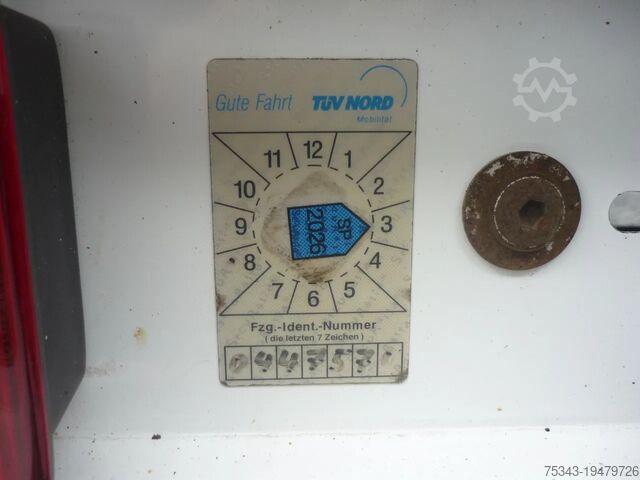 Gute Fahrt TÜV NORD
Mobilität
11 12 1
10 2
9 3
8 4
7 6 5
SP
2026
Fzg.-Ident.-Nummer
(die letzten 7 Zeichen)
75343-19479726